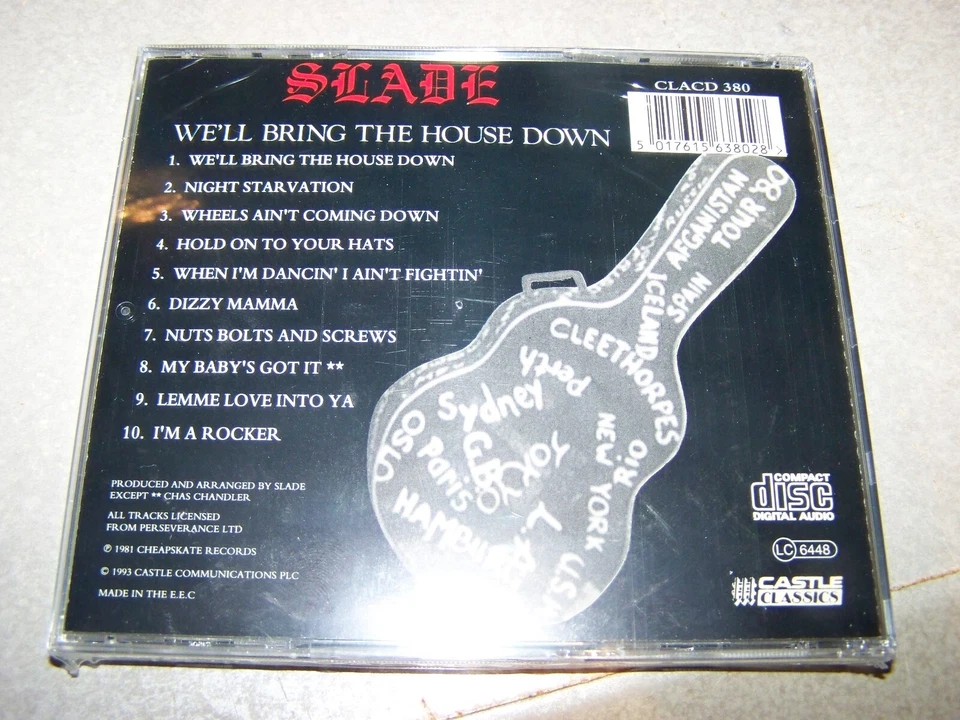 SLADE
CLACD 380
WE'LL BRING THE HOUSE DOWN
5 017615 638028 >
1. WE'LL BRING THE HOUSE DOWN
2. NIGHT STARVATION
3. WHEELS AIN'T COMING DOWN
4. HOLD ON TO YOUR HATS
5. WHEN I'M DANCIN' I AIN'T FIGHTIN'
6. DIZZY MAMMA
7. NUTS BOLTS AND SCREWS
8. MY BABY'S GOT IT **
9. LEMME LOVE INTO YA
10. I'M A ROCKER
PRODUCED AND ARRANGED BY SLADE
EXCEPT ** CHAS CHANDLER
ALL TRACKS LICENSED
FROM PERSEVERANCE LTD
℗ 1981 CHEAPSKATE RECORDS
© 1993 CASTLE COMMUNICATIONS PLC
MADE IN THE E.E.C
Russia
AFGANISTAN
TOUR '80
SPAIN
ICELAND
CLEETHORPES
Perth
Sydney
OSLO
PARIS
TOKYO
NEW YORK
RIO
U.S.
COMPACT
disc
DIGITAL AUDIO
LC 6448
CASTLE
CLASSICS